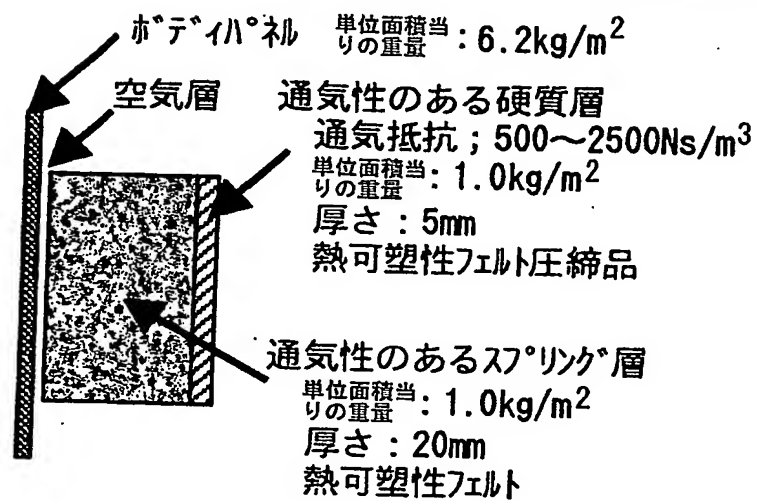 ボディパネル 単位面積当りの重量：6.2kg/m²
空気層
通気性のある硬質層
通気抵抗；500～2500Ns/m³
単位面積当りの重量：1.0kg/m²
厚さ：5mm
熱可塑性フェルト圧締品
通気性のあるスプリング層
単位面積当りの重量：1.0kg/m²
厚さ：20mm
熱可塑性フェルト